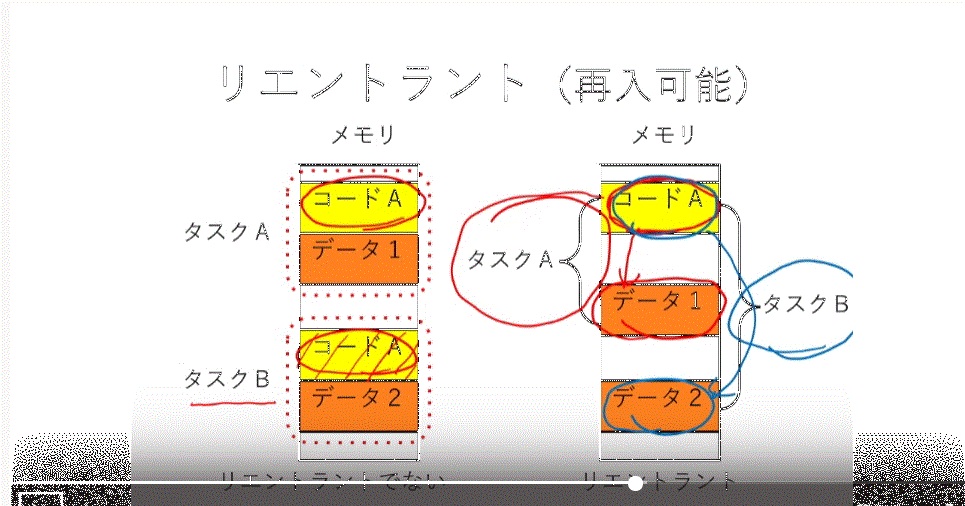 リエントラント（再入可能）
メモリ
コードA
データ1
タスクA
コードA
データ2
タスクB
リエントラントでない
メモリ
コードA
タスクA
データ1
タスクB
データ2
リエントラント